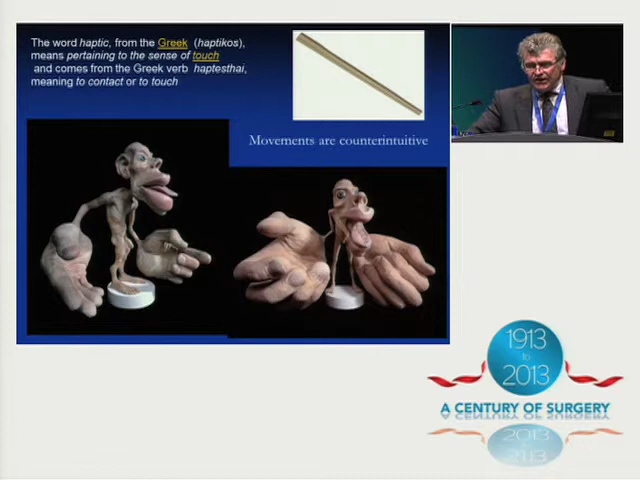 The word haptic, from the Greek (haptikos),
means pertaining to the sense of touch
and comes from the Greek verb haptesthai,
meaning to contact or to touch
Movements are counterintuitive
1913
to
2013
A CENTURY OF SURGERY